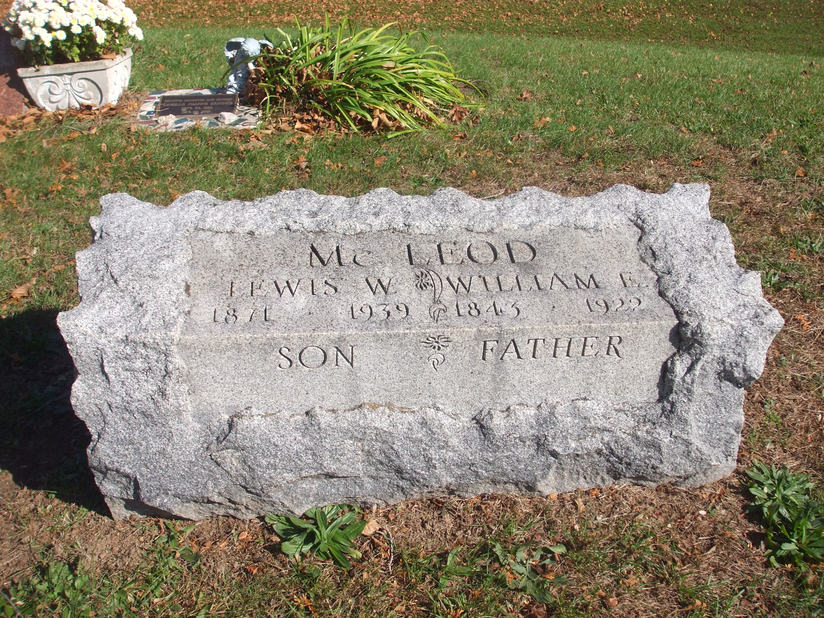 Mc LEOD
LEWIS W. WILLIAM E.
1871 · 1939 1843 · 1922
SON FATHER